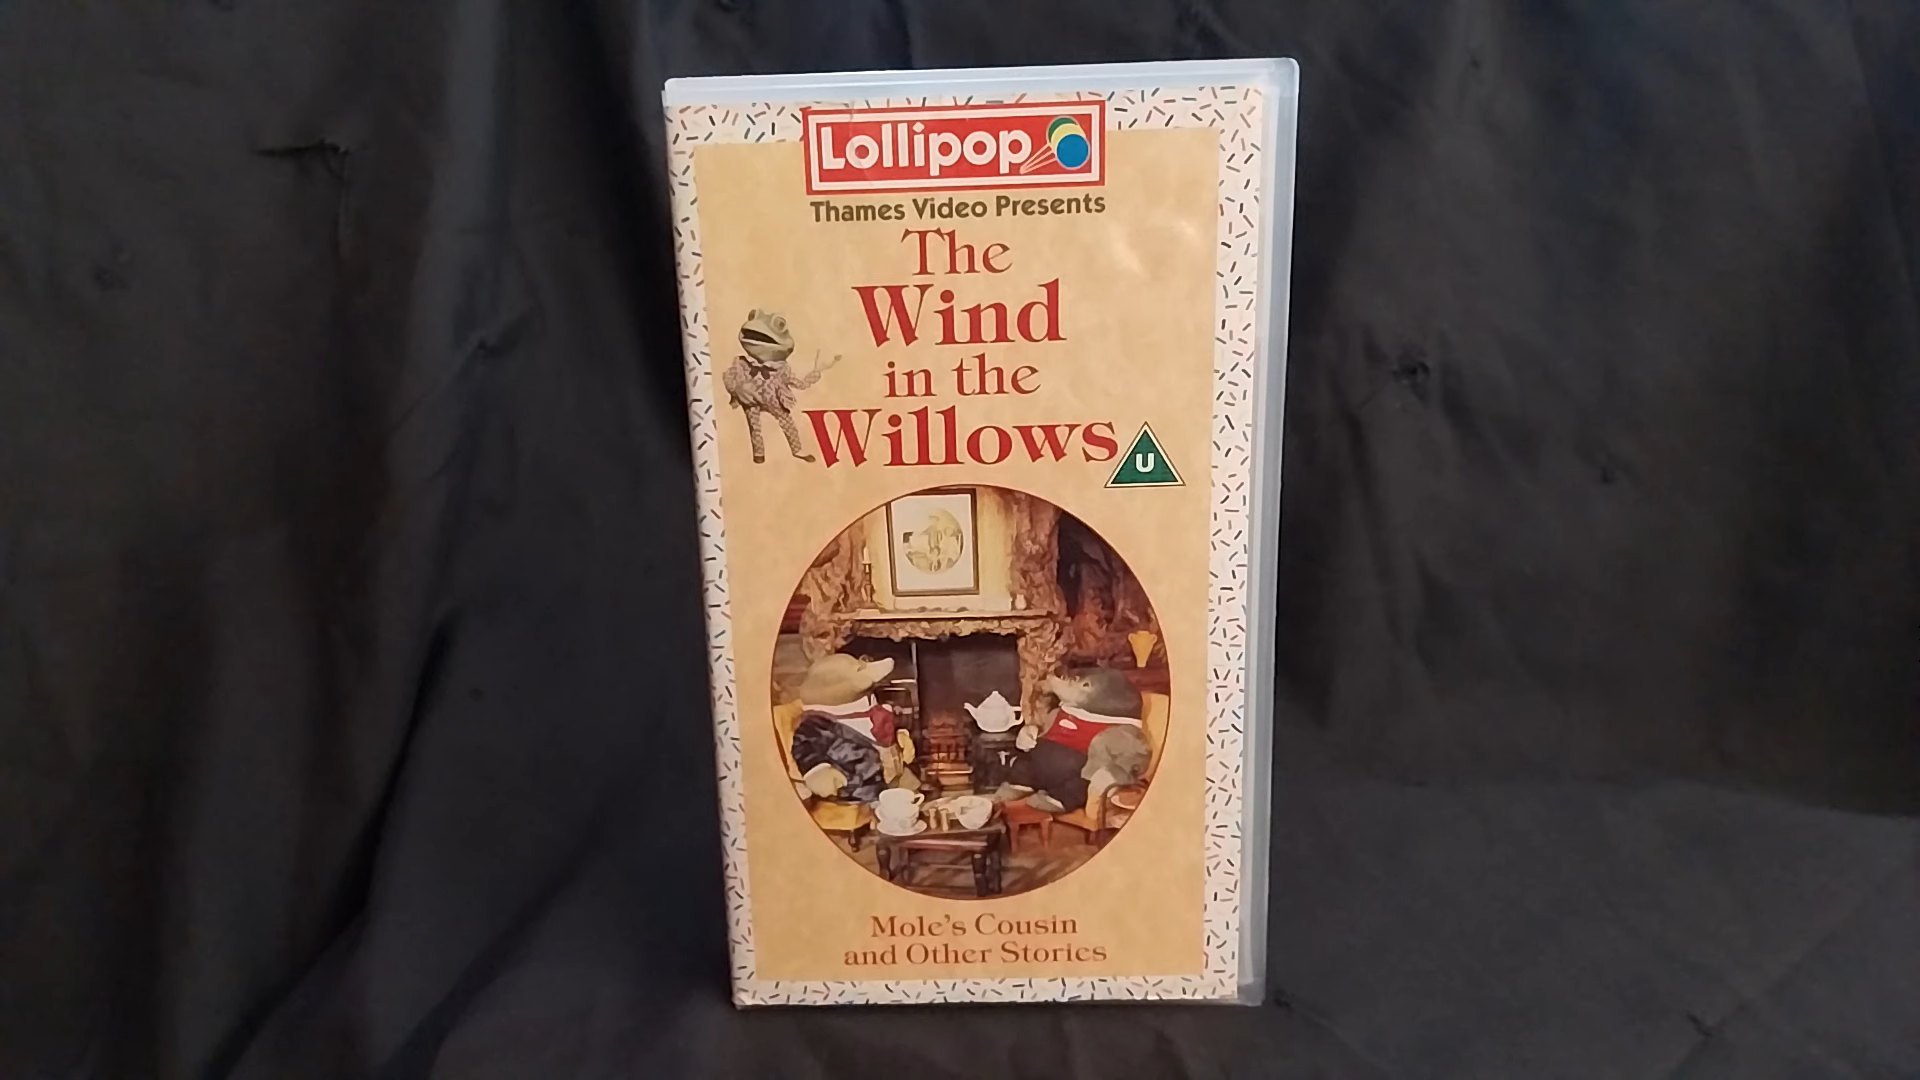 Lollipop
Thames Video Presents
The
Wind
in the
Willows
U
Mole's Cousin
and Other Stories